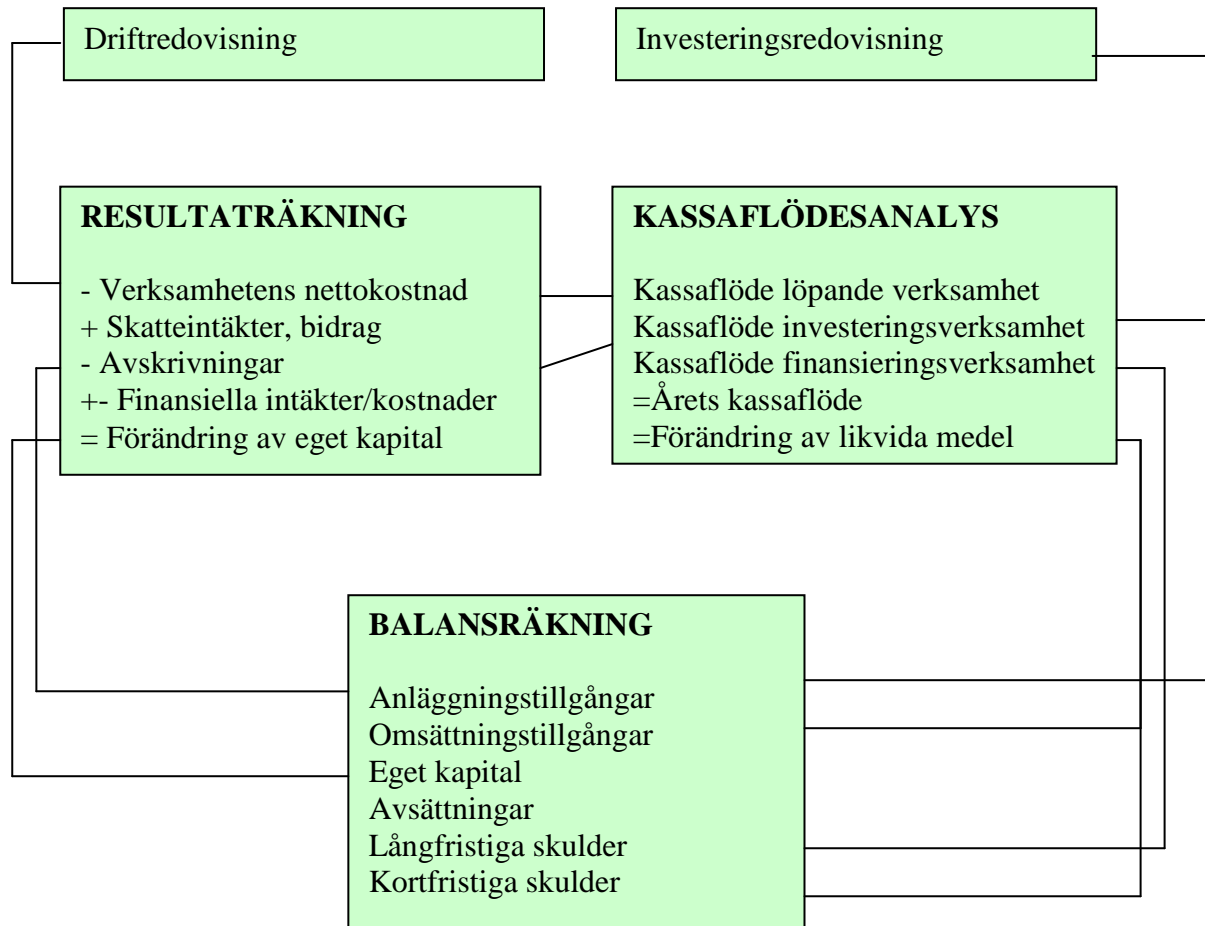 Driftredovisning
Investeringsredovisning
RESULTATRÄKNING
- Verksamhetens nettokostnad
+ Skatteintäkter, bidrag
- Avskrivningar
+- Finansiella intäkter/kostnader
= Förändring av eget kapital
KASSAFLÖDESANALYS
Kassaflöde löpande verksamhet
Kassaflöde investeringsverksamhet
Kassaflöde finansieringsverksamhet
=Årets kassaflöde
=Förändring av likvida medel
BALANSRÄKNING
Anläggningstillgångar
Omsättningstillgångar
Eget kapital
Avsättningar
Långfristiga skulder
Kortfristiga skulder